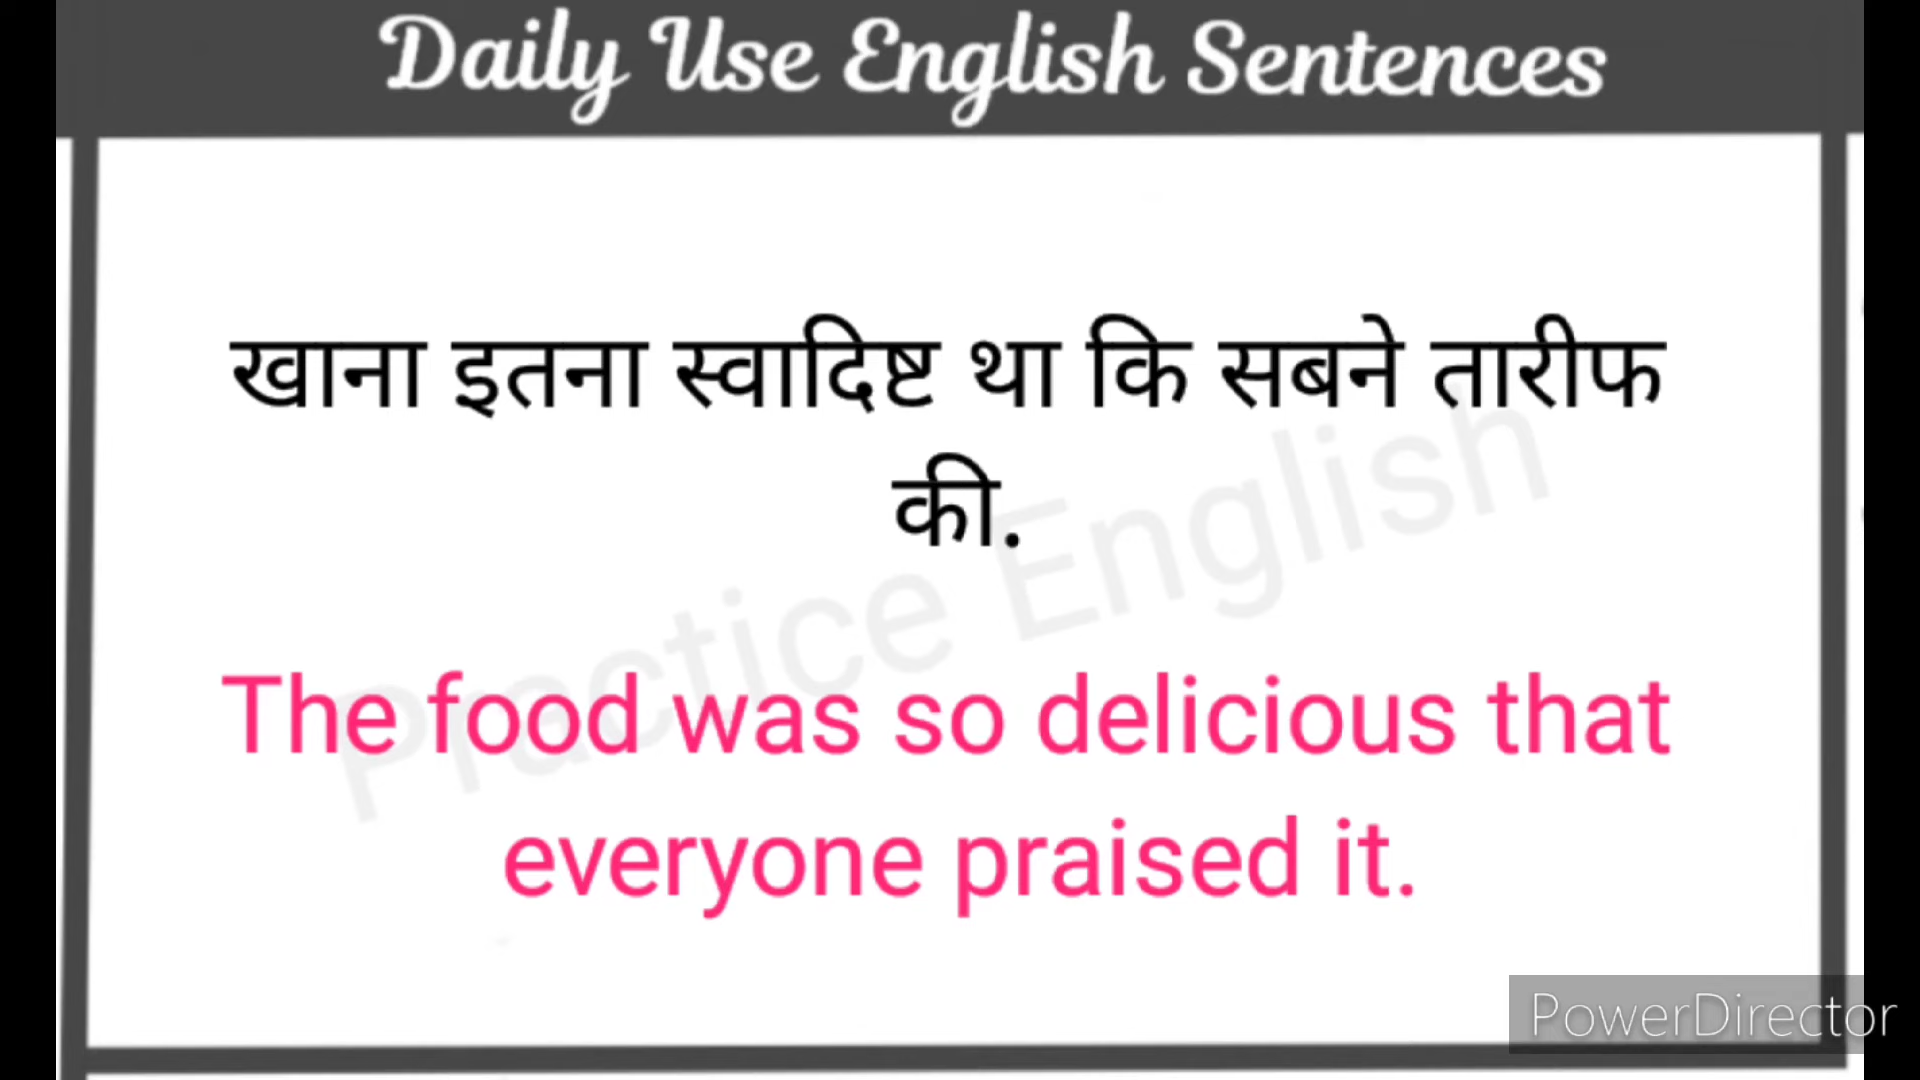 Daily Use English Sentences
खाना इतना स्वादिष्ट था कि सबने तारीफ
की.
Practice English
The food was so delicious that
everyone praised it.
PowerDirector